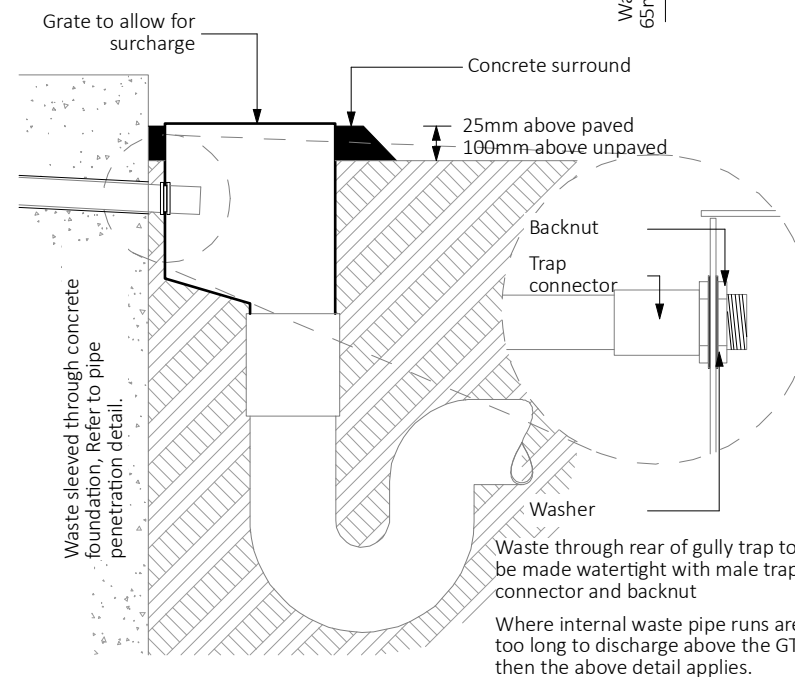 Wa
65m
Grate to allow for
surcharge
Concrete surround
25mm above paved
100mm above unpaved
Backnut
Trap
connector
Waste sleeved through concrete
foundation, Refer to pipe
penetration detail.
Washer
Waste through rear of gully trap to
be made watertight with male trap
connector and backnut
Where internal waste pipe runs are
too long to discharge above the GT
then the above detail applies.